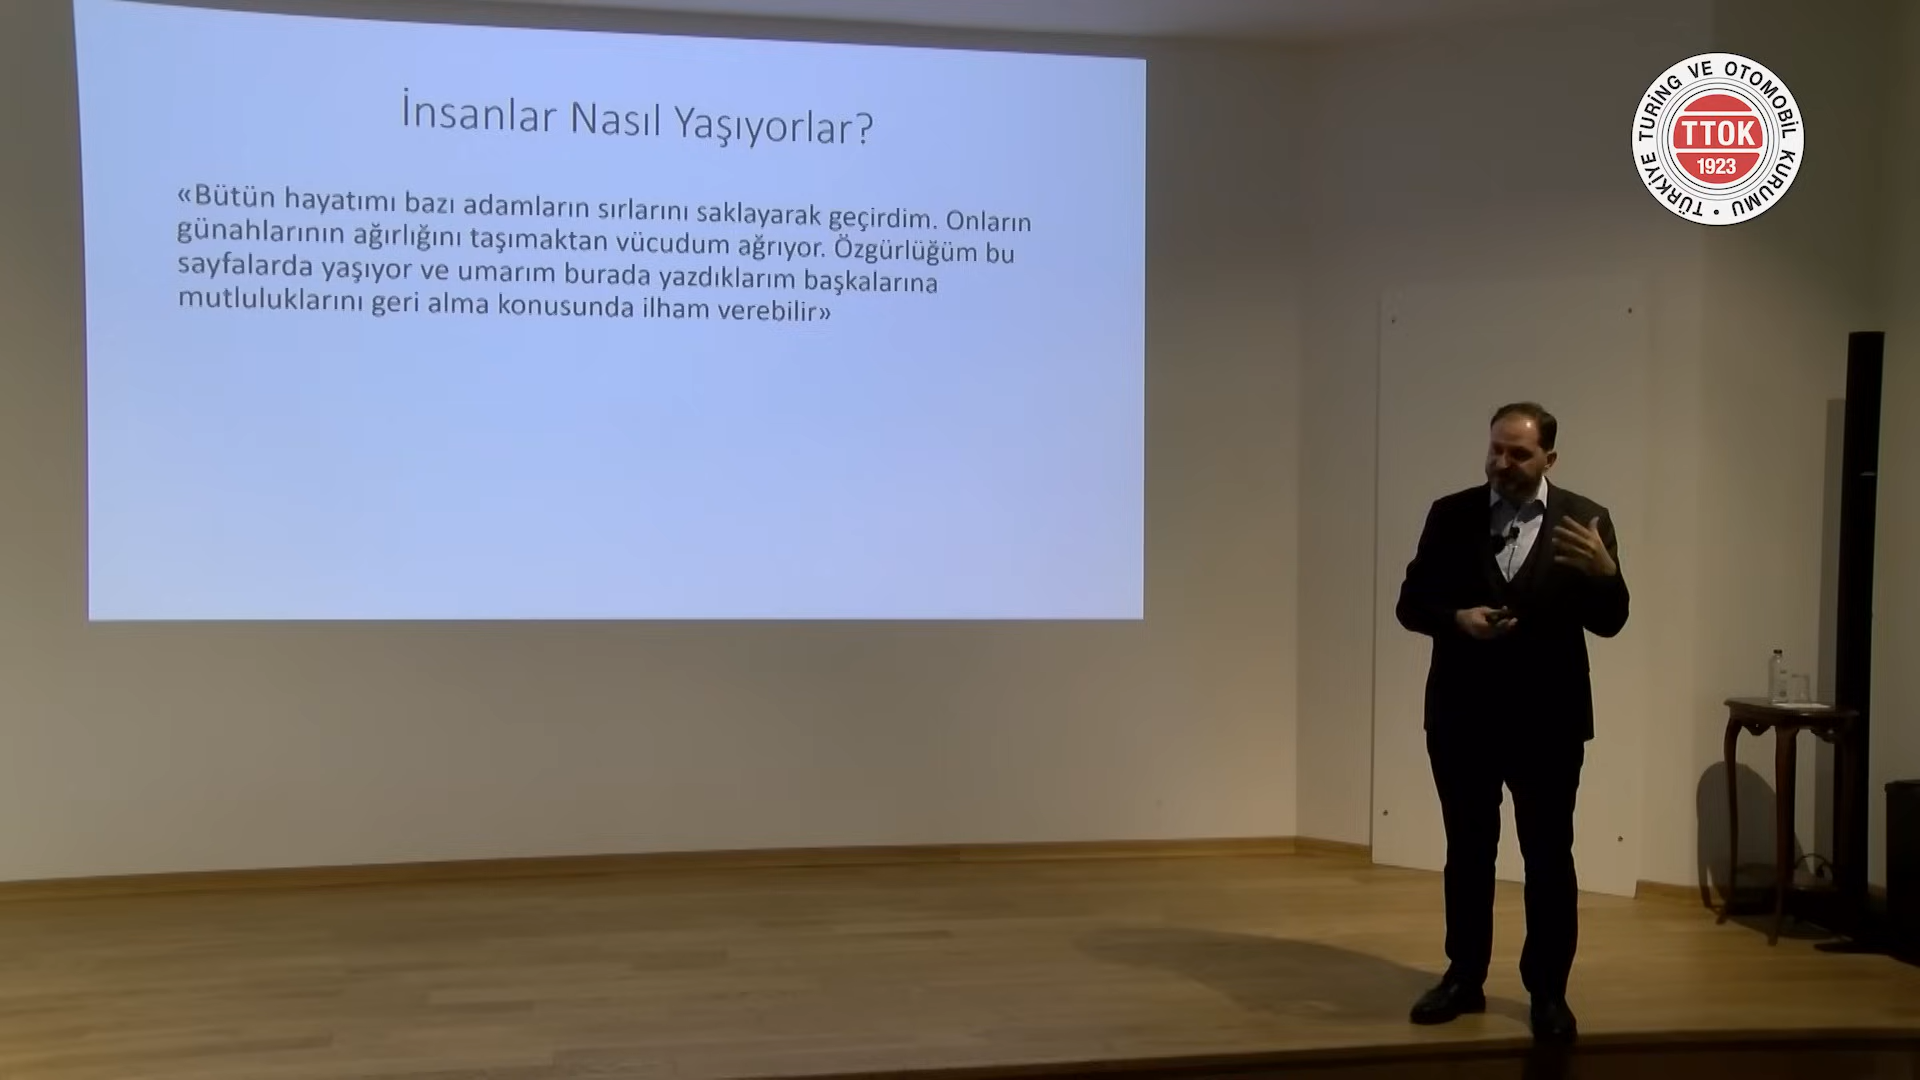 İnsanlar Nasıl Yaşıyorlar?
«Bütün hayatımı bazı adamların sırlarını saklayarak geçirdim. Onların
günahlarının ağırlığını taşımaktan vücudum ağrıyor. Özgürlüğüm bu
sayfalarda yaşıyor ve umarım burada yazdıklarım başkalarına
mutluluklarını geri alma konusunda ilham verebilir»
TÜRKİYE TURİNG VE OTOMOBİL KURUMU •
TTOK
1923